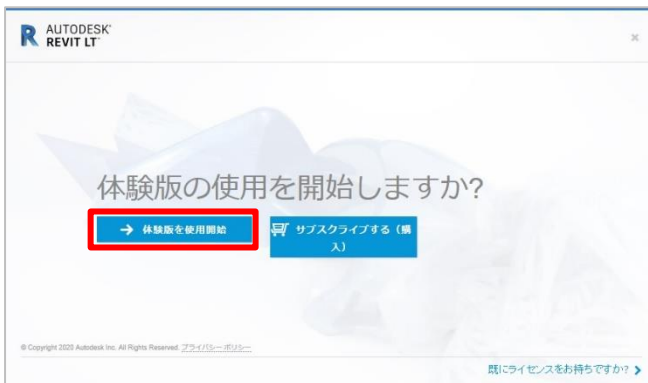 AUTODESK®
REVIT LT™
体験版の使用を開始しますか?
体験版を使用開始
サブスクライブする (購
入)
© Copyright 2020 Autodesk Inc. All Rights Reserved. プライバシー ポリシー
既にライセンスをお持ちですか?